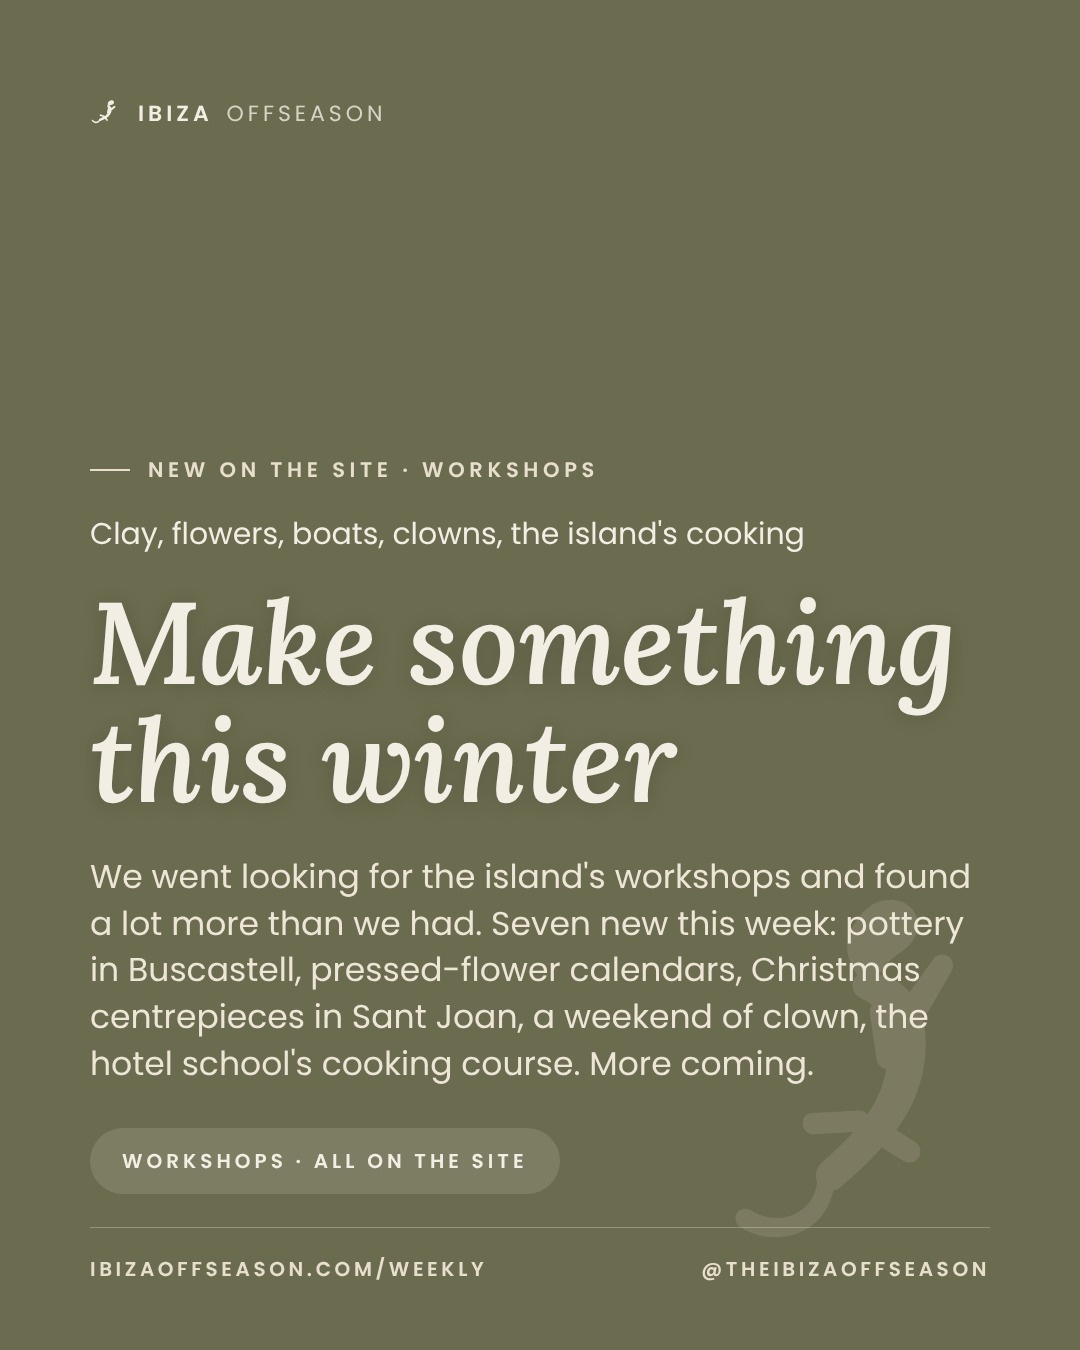 IBIZA OFFSEASON
NEW ON THE SITE · WORKSHOPS
Clay, flowers, boats, clowns, the island's cooking
Make something
this winter
We went looking for the island's workshops and found
a lot more than we had. Seven new this week: pottery
in Buscastell, pressed-flower calendars, Christmas
centrepieces in Sant Joan, a weekend of clown, the
hotel school's cooking course. More coming.
WORKSHOPS · ALL ON THE SITE
IBIZAOFFSEASON.COM/WEEKLY
@THEIBIZAOFFSEASON